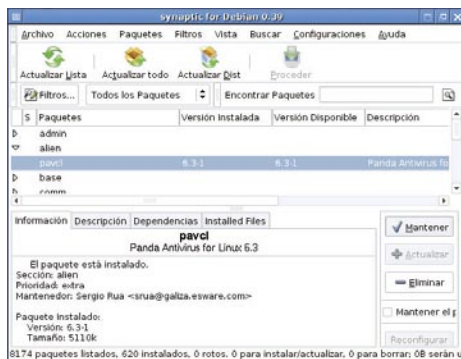 synaptic for Debian 0.39
Archivo Acciones Paquetes Filtros Vista Buscar Configuraciones Ayuda
Actualizar Lista Actualizar todo Actualizar Dist Proceder
Filtros... Todos los Paquetes Encontrar Paquetes
S Paquetes Versión Instalada Versión Disponible Descripción
admin
alien
pavcl 6.3-1 6.3-1 Panda Antivirus fo
base
comm
Información Descripción Dependencias Installed Files
pavcl
Panda Antivirus for Linux 6.3
El paquete está instalado.
Sección: alien
Prioridad: extra
Mantenedor: Sergio Rua <srua@galiza.esware.com>
Paquete Instalado:
Versión: 6.3-1
Tamaño: 5110k
Mantener
Actualizar
Eliminar
Mantener el p
Reconfigurar
8174 paquetes listados, 620 instalados, 0 rotos. 0 para instalar/actualizar, 0 para borrar; 0B serán u